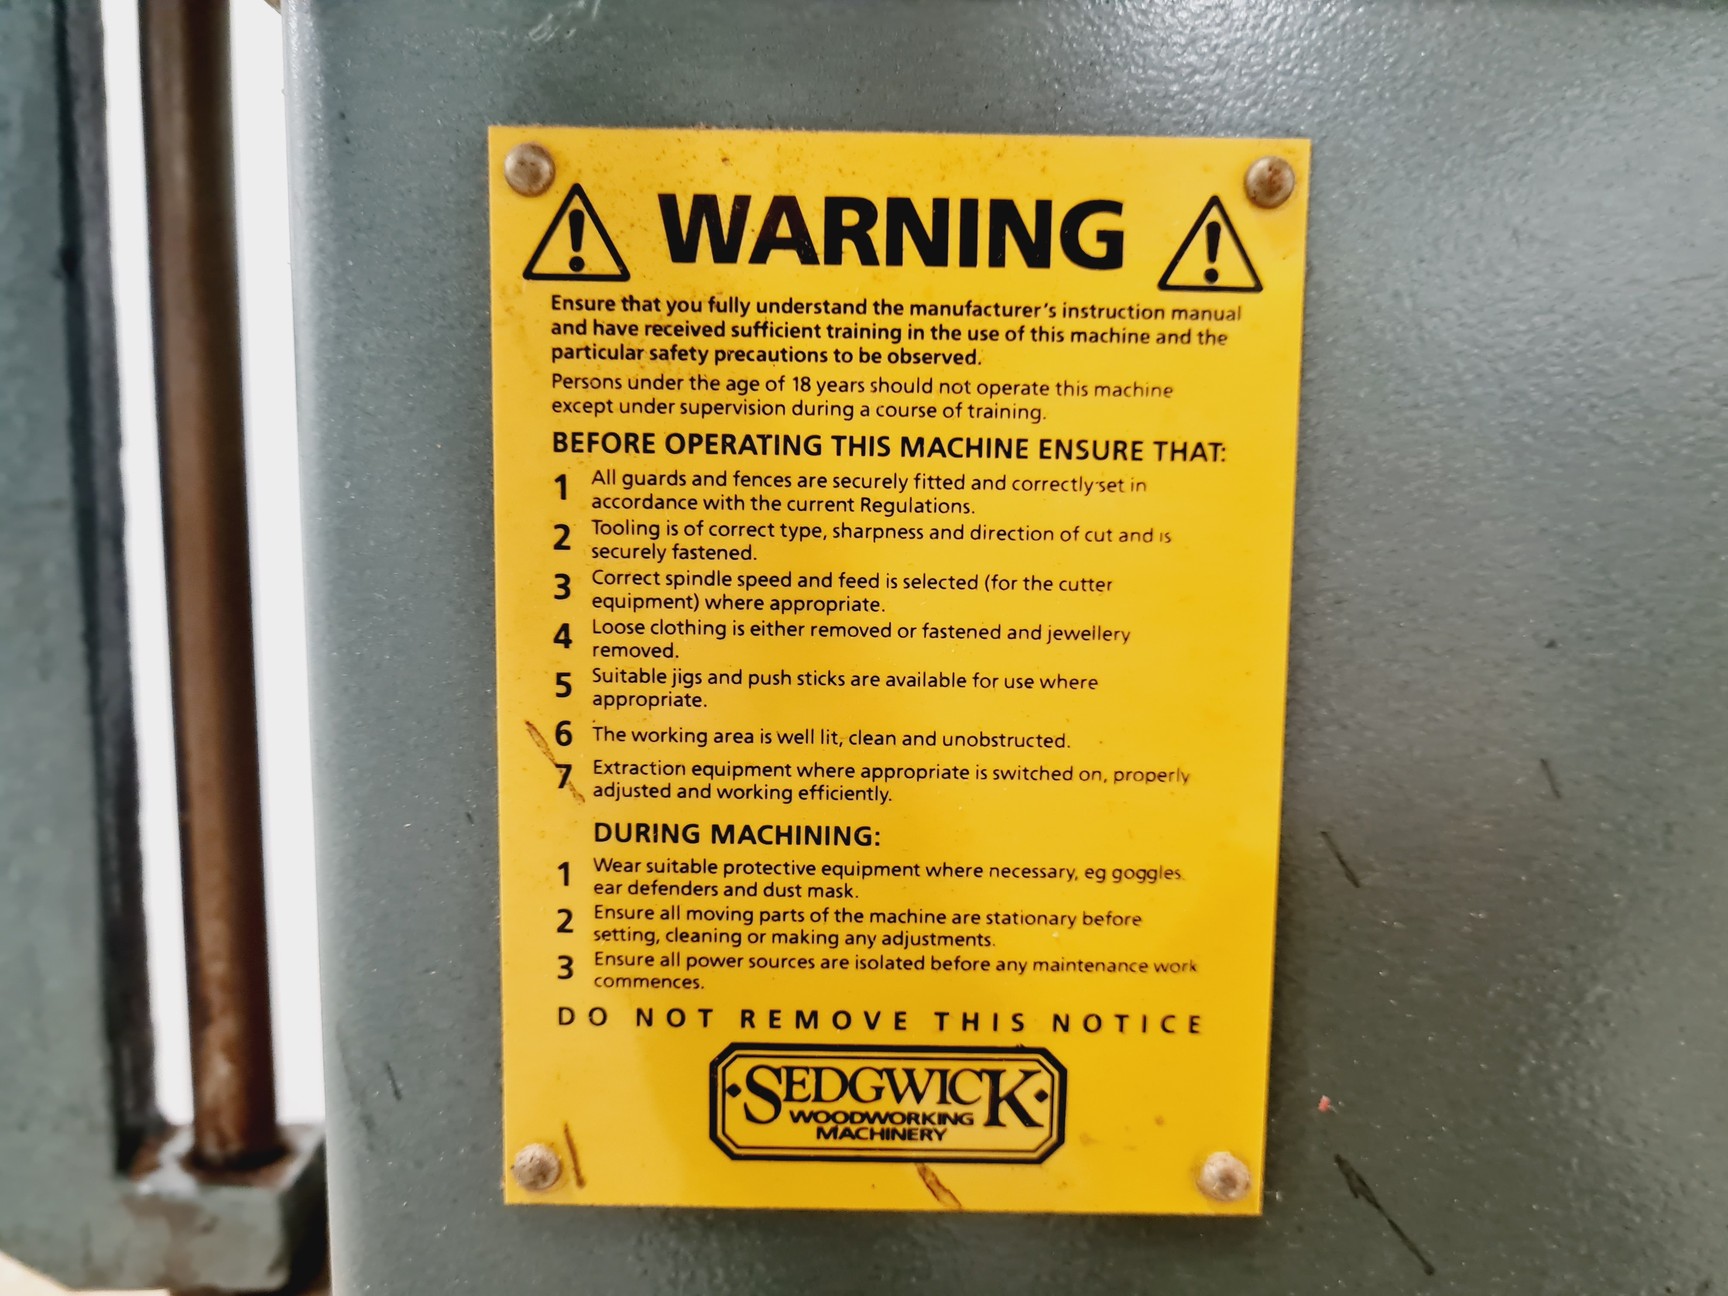 WARNING
Ensure that you fully understand the manufacturer's instruction manual
and have received sufficient training in the use of this machine and the
particular safety precautions to be observed.
Persons under the age of 18 years should not operate this machine
except under supervision during a course of training.
BEFORE OPERATING THIS MACHINE ENSURE THAT:
1 All guards and fences are securely fitted and correctly set in
accordance with the current Regulations.
2 Tooling is of correct type, sharpness and direction of cut and is
securely fastened.
3 Correct spindle speed and feed is selected (for the cutter
equipment) where appropriate.
4 Loose clothing is either removed or fastened and jewellery
removed.
5 Suitable jigs and push sticks are available for use where
appropriate.
6 The working area is well lit, clean and unobstructed.
7 Extraction equipment where appropriate is switched on, properly
adjusted and working efficiently.
DURING MACHINING:
1 Wear suitable protective equipment where necessary, eg goggles
ear defenders and dust mask.
2 Ensure all moving parts of the machine are stationary before
setting, cleaning or making any adjustments.
3 Ensure all power sources are isolated before any maintenance work
commences.
DO NOT REMOVE THIS NOTICE
SEDGWICK
WOODWORKING
MACHINERY